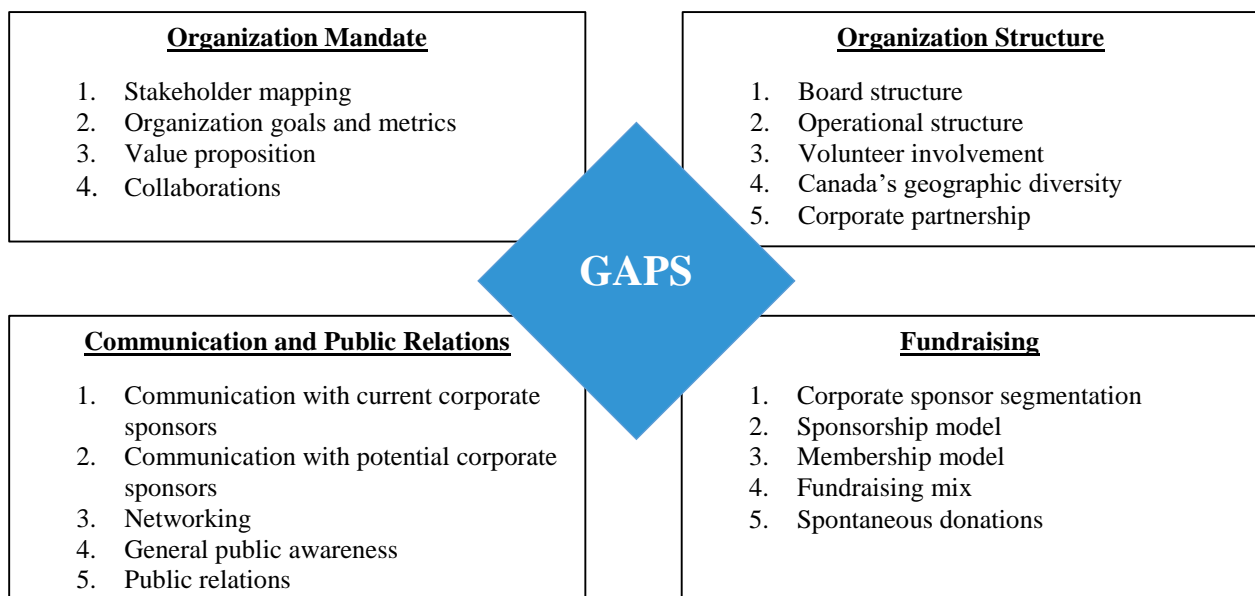 Organization Mandate
1. Stakeholder mapping
2. Organization goals and metrics
3. Value proposition
4. Collaborations
Organization Structure
1. Board structure
2. Operational structure
3. Volunteer involvement
4. Canada’s geographic diversity
5. Corporate partnership
GAPS
Communication and Public Relations
1. Communication with current corporate
sponsors
2. Communication with potential corporate
sponsors
3. Networking
4. General public awareness
5. Public relations
Fundraising
1. Corporate sponsor segmentation
2. Sponsorship model
3. Membership model
4. Fundraising mix
5. Spontaneous donations